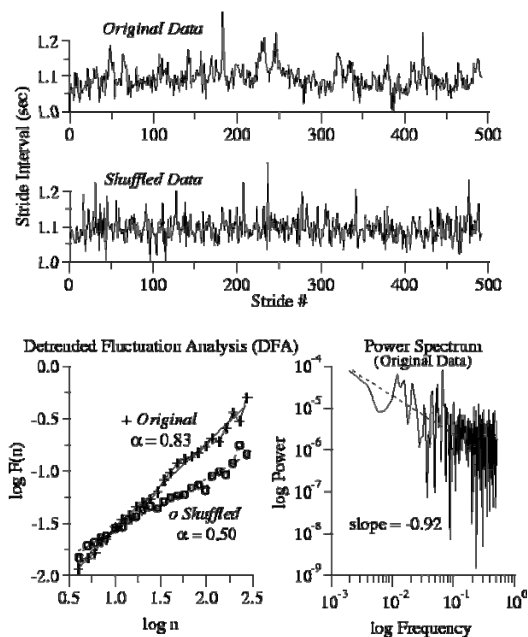 Original Data
1.2
1.1
1.0
0 100 200 300 400 500
Stride Interval (sec)
Shuffled Data
1.2
1.1
1.0
0 100 200 300 400 500
Stride #
Detrended Fluctuation Analysis (DFA)
0.0
-0.5
-1.0
-1.5
-2.0
log F(n)
+ Original
α = 0.83
o Shuffled
α = 0.50
0.5 1.0 1.5 2.0 2.5
log n
Power Spectrum
(Original Data)
10⁻⁴
10⁻⁵
10⁻⁶
10⁻⁷
10⁻⁸
10⁻⁹
log Power
slope = -0.92
10⁻³ 10⁻² 10⁻¹ 10⁰
log Frequency